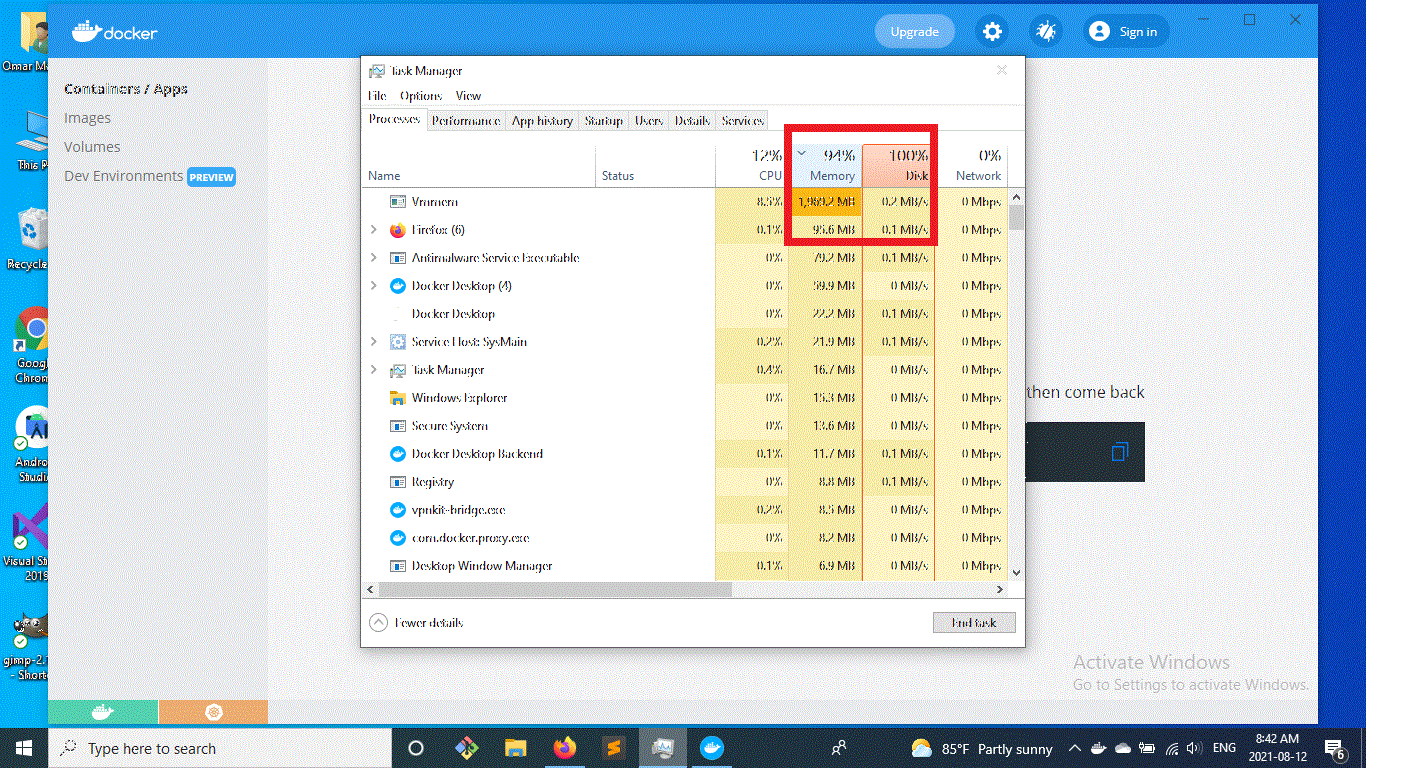 docker
Upgrade
Sign in
Containers / Apps
Images
Volumes
Dev Environments PREVIEW
Task Manager
File Options View
Processes Performance App history Startup Users Details Services
12% 94% 100% 0%
Name Status CPU Memory Disk Network
Vmmem 8.5% 1,969.2 MB 0.2 MB/s 0 Mbps
Firefox (6) 0.1% 95.6 MB 0.1 MB/s 0 Mbps
Antimalware Service Executable 0% 79.2 MB 0.1 MB/s 0 Mbps
Docker Desktop (4) 0% 59.9 MB 0 MB/s 0 Mbps
Docker Desktop 0% 22.2 MB 0.1 MB/s 0 Mbps
Service Host: SysMain 0.2% 21.9 MB 0.1 MB/s 0 Mbps
Task Manager 0.4% 16.7 MB 0 MB/s 0 Mbps
Windows Explorer 0% 15.3 MB 0 MB/s 0 Mbps
Secure System 0% 13.6 MB 0 MB/s 0 Mbps
Docker Desktop Backend 0.1% 11.7 MB 0.1 MB/s 0 Mbps
Registry 0% 8.8 MB 0.1 MB/s 0 Mbps
vpnkit-bridge.exe 0.2% 8.5 MB 0 MB/s 0 Mbps
com.docker.proxy.exe 0% 8.2 MB 0 MB/s 0 Mbps
Desktop Window Manager 0.1% 6.9 MB 0 MB/s 0 Mbps
Fewer details
End task
then come back
Activate Windows
Go to Settings to activate Windows.
Omar M
This P
Recycle
Goog
Chrom
Andro
Studi
Visual St
2019
gimp-2.1
- Shorte
Type here to search
85°F Partly sunny
ENG
8:42 AM
2021-08-12
6